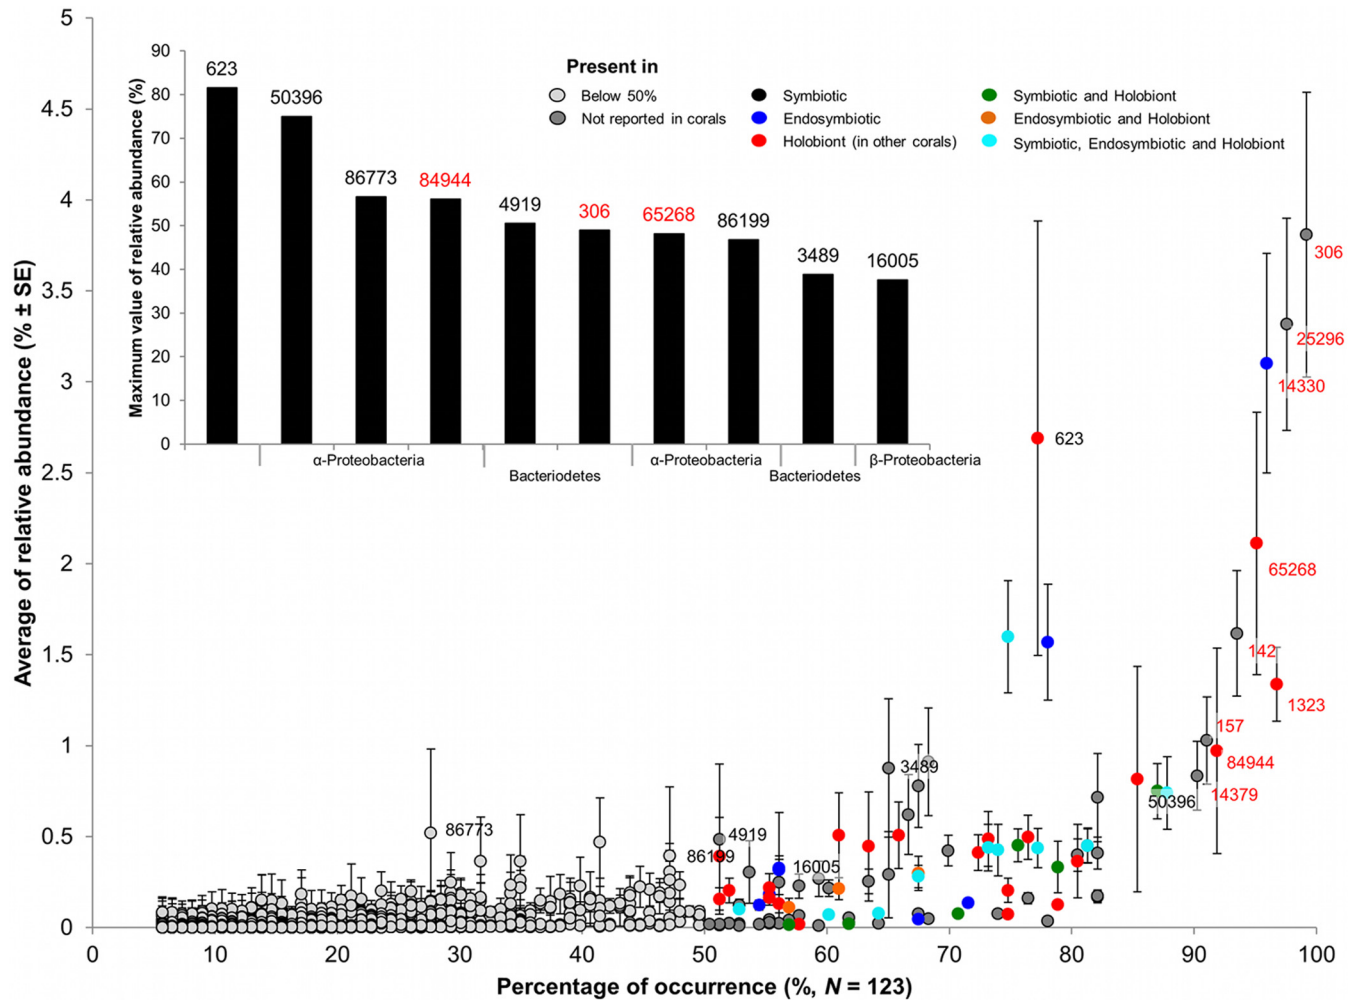 5
4.5
4
3.5
3
2.5
2
1.5
1
0.5
0
Average of relative abundance (% ± SE)
90
80
70
60
50
40
30
20
10
0
Maximum value of relative abundance (%)
623
50396
86773
84944
4919
306
65268
86199
3489
16005
α-Proteobacteria
Bacteriodetes
α-Proteobacteria
Bacteriodetes
β-Proteobacteria
Present in
Below 50%
Not reported in corals
Symbiotic
Endosymbiotic
Holobiont (in other corals)
Symbiotic and Holobiont
Endosymbiotic and Holobiont
Symbiotic, Endosymbiotic and Holobiont
306
25296
14330
623
65268
142
1323
157
84944
14379
50396
3489
86773
4919
86199
16005
0 10 20 30 40 50 60 70 80 90 100
Percentage of occurrence (%, N = 123)